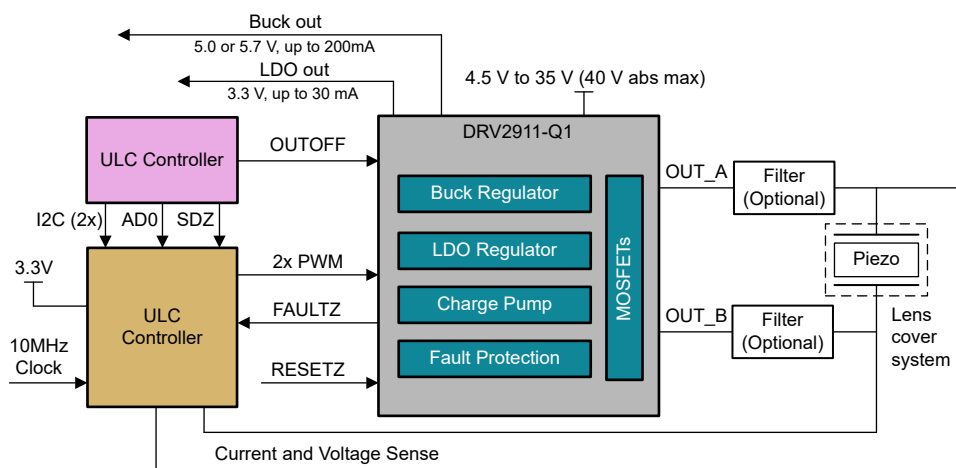 Buck out
5.0 or 5.7 V, up to 200mA
LDO out
3.3 V, up to 30 mA
4.5 V to 35 V (40 V abs max)
DRV2911-Q1
ULC Controller
OUTOFF
I2C (2x)
AD0
SDZ
3.3V
ULC
Controller
10MHz
Clock
2x PWM
FAULTZ
RESETZ
Buck Regulator
LDO Regulator
Charge Pump
Fault Protection
MOSFETs
OUT_A
Filter
(Optional)
Piezo
OUT_B
Filter
(Optional)
Lens
cover
system
Current and Voltage Sense